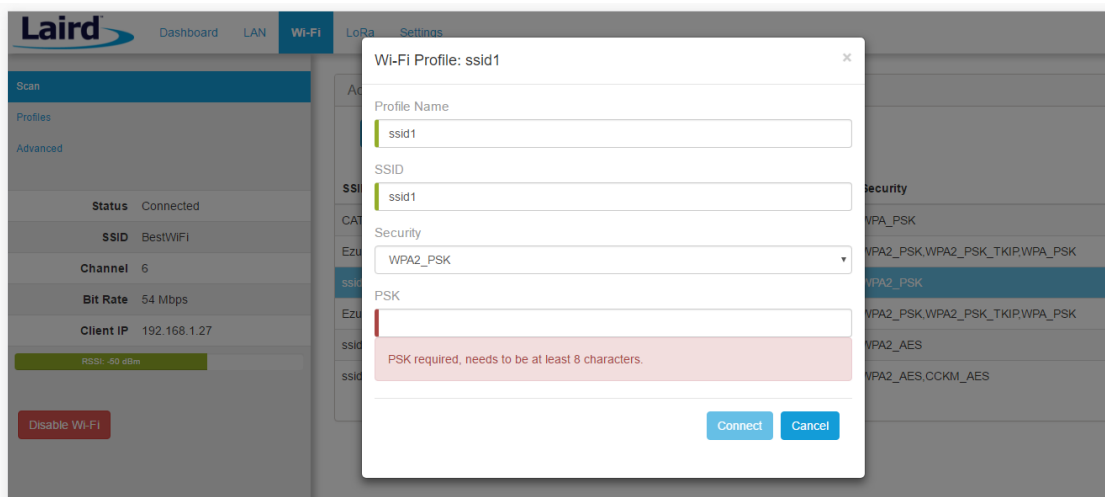 Laird
Dashboard LAN Wi-Fi LoRa Settings
Scan
Profiles
Advanced
Status Connected
SSID BestWiFi
Channel 6
Bit Rate 54 Mbps
Client IP 192.168.1.27
RSSI: -50 dBm
Disable Wi-Fi
Wi-Fi Profile: ssid1 ×
Profile Name
ssid1
SSID
ssid1
Security
WPA2_PSK
PSK
PSK required, needs to be at least 8 characters.
Connect Cancel
Security
WPA_PSK
WPA2_PSK,WPA2_PSK_TKIP,WPA_PSK
WPA2_PSK
WPA2_PSK,WPA2_PSK_TKIP,WPA_PSK
WPA2_AES
WPA2_AES,CCKM_AES